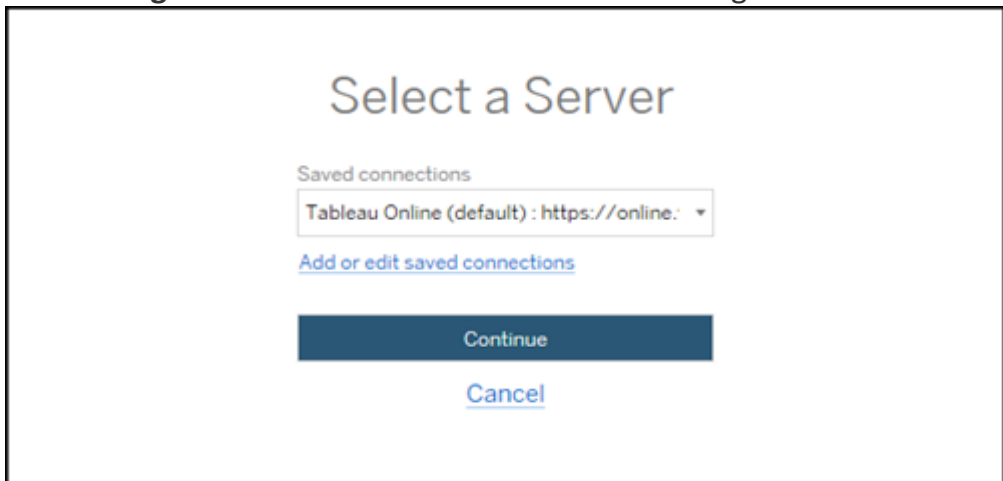 Select a Server
Saved connections
Tableau Online (default) : https://online.
Add or edit saved connections
Continue
Cancel